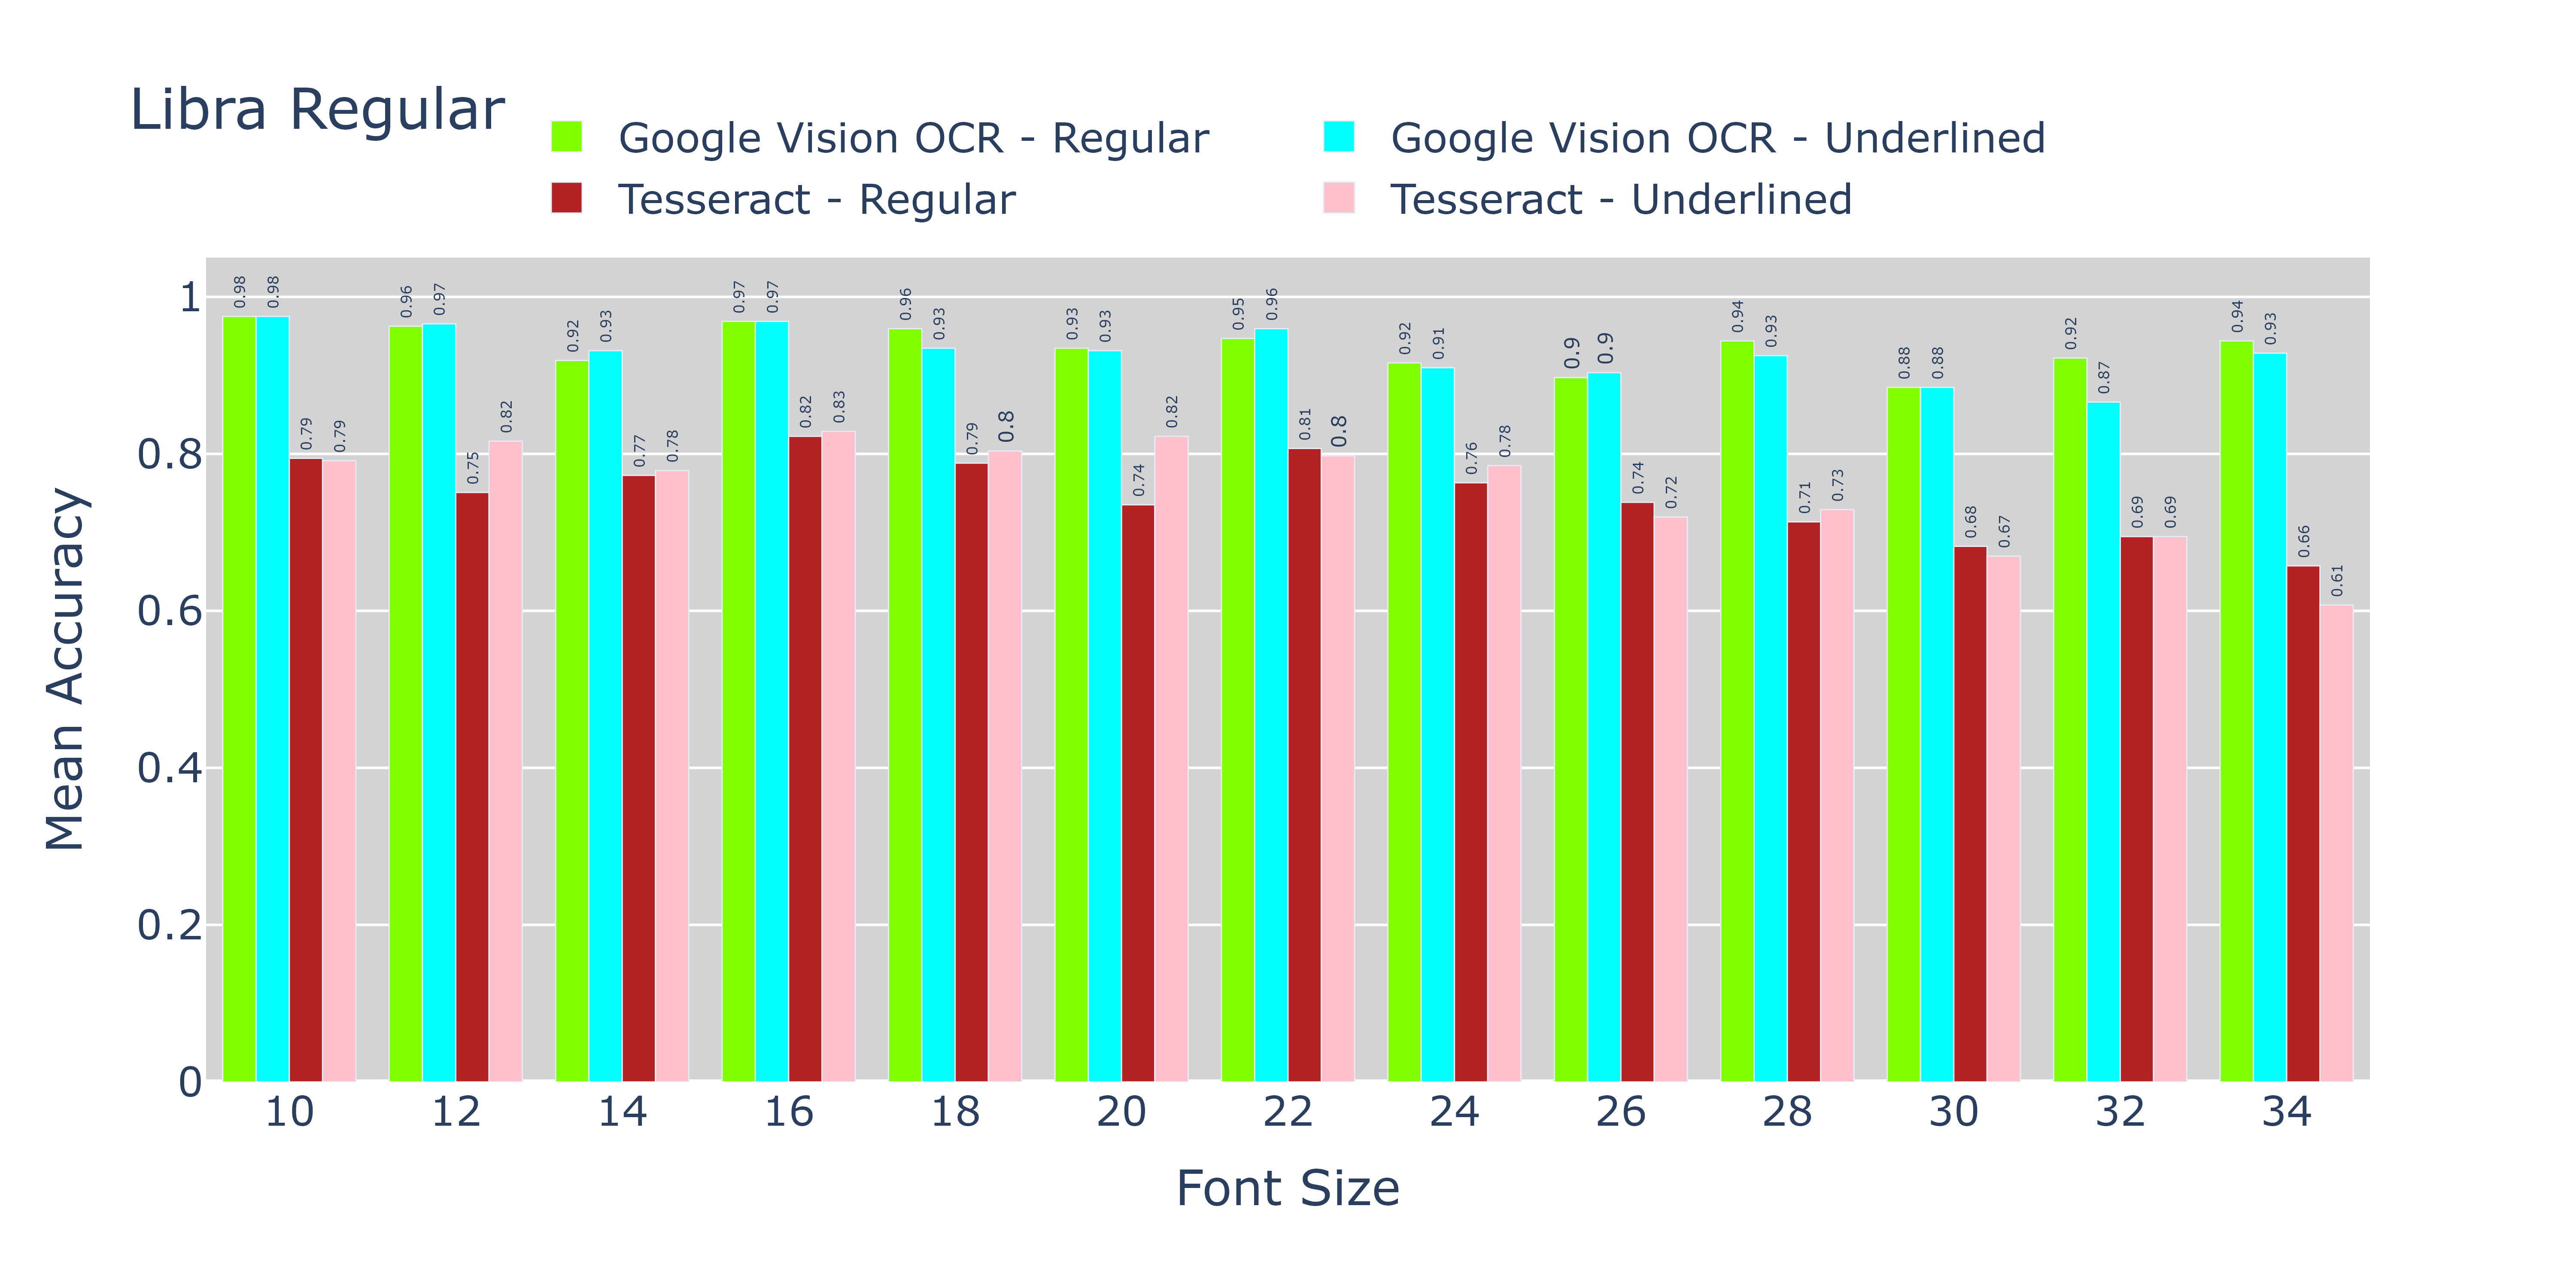 Libra Regular
Google Vision OCR - Regular
Google Vision OCR - Underlined
Tesseract - Regular
Tesseract - Underlined
Mean Accuracy
1
0.8
0.6
0.4
0.2
0
0.98 0.98 0.79 0.79
0.96 0.97 0.75 0.82
0.92 0.93 0.77 0.78
0.97 0.97 0.82 0.83
0.96 0.93 0.79 0.8
0.93 0.93 0.74 0.82
0.95 0.96 0.81 0.8
0.92 0.91 0.76 0.78
0.9 0.9 0.74 0.72
0.94 0.93 0.71 0.73
0.88 0.88 0.68 0.67
0.92 0.87 0.69 0.69
0.94 0.93 0.66 0.61
10 12 14 16 18 20 22 24 26 28 30 32 34
Font Size